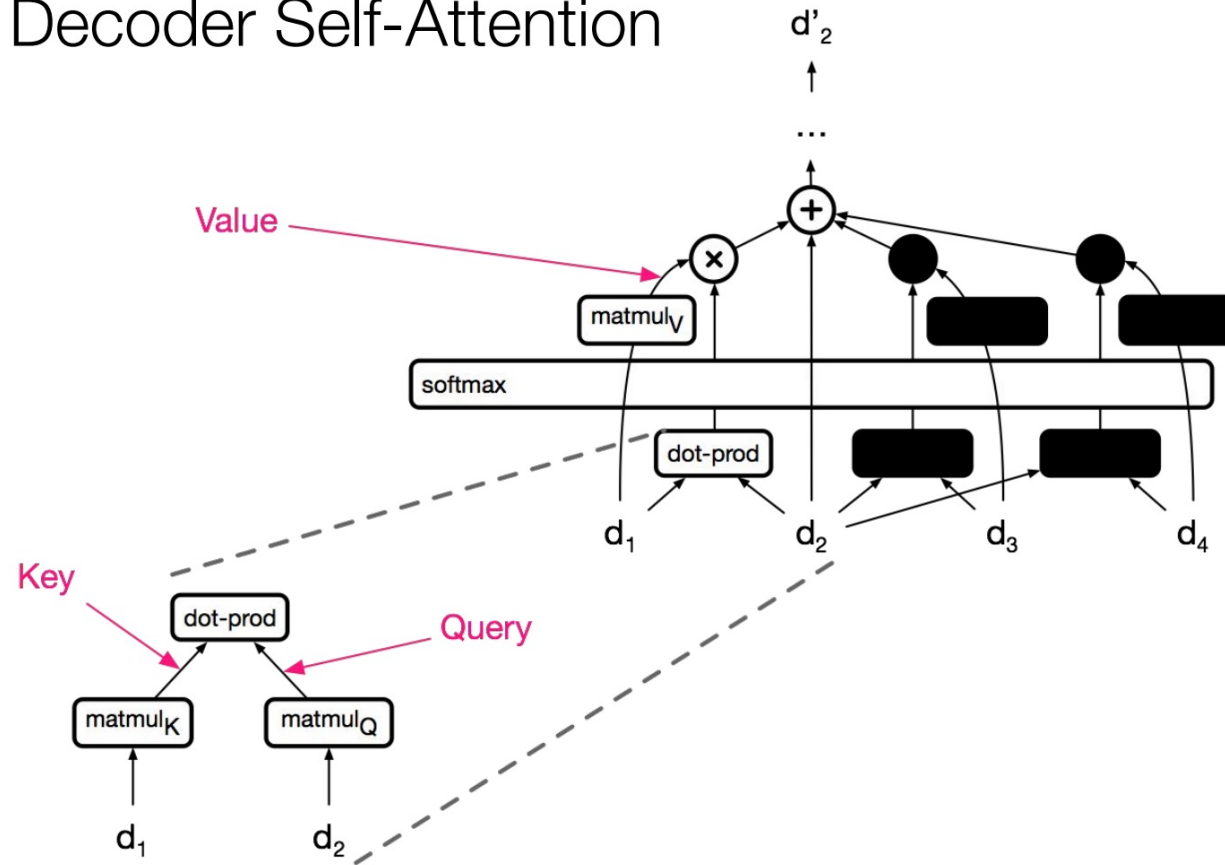 Decoder Self-Attention
d'₂
...
+
Value
×
matmulV
softmax
dot-prod
d₁
d₂
d₃
d₄
Key
dot-prod
Query
matmulK
matmulQ
d₁
d₂